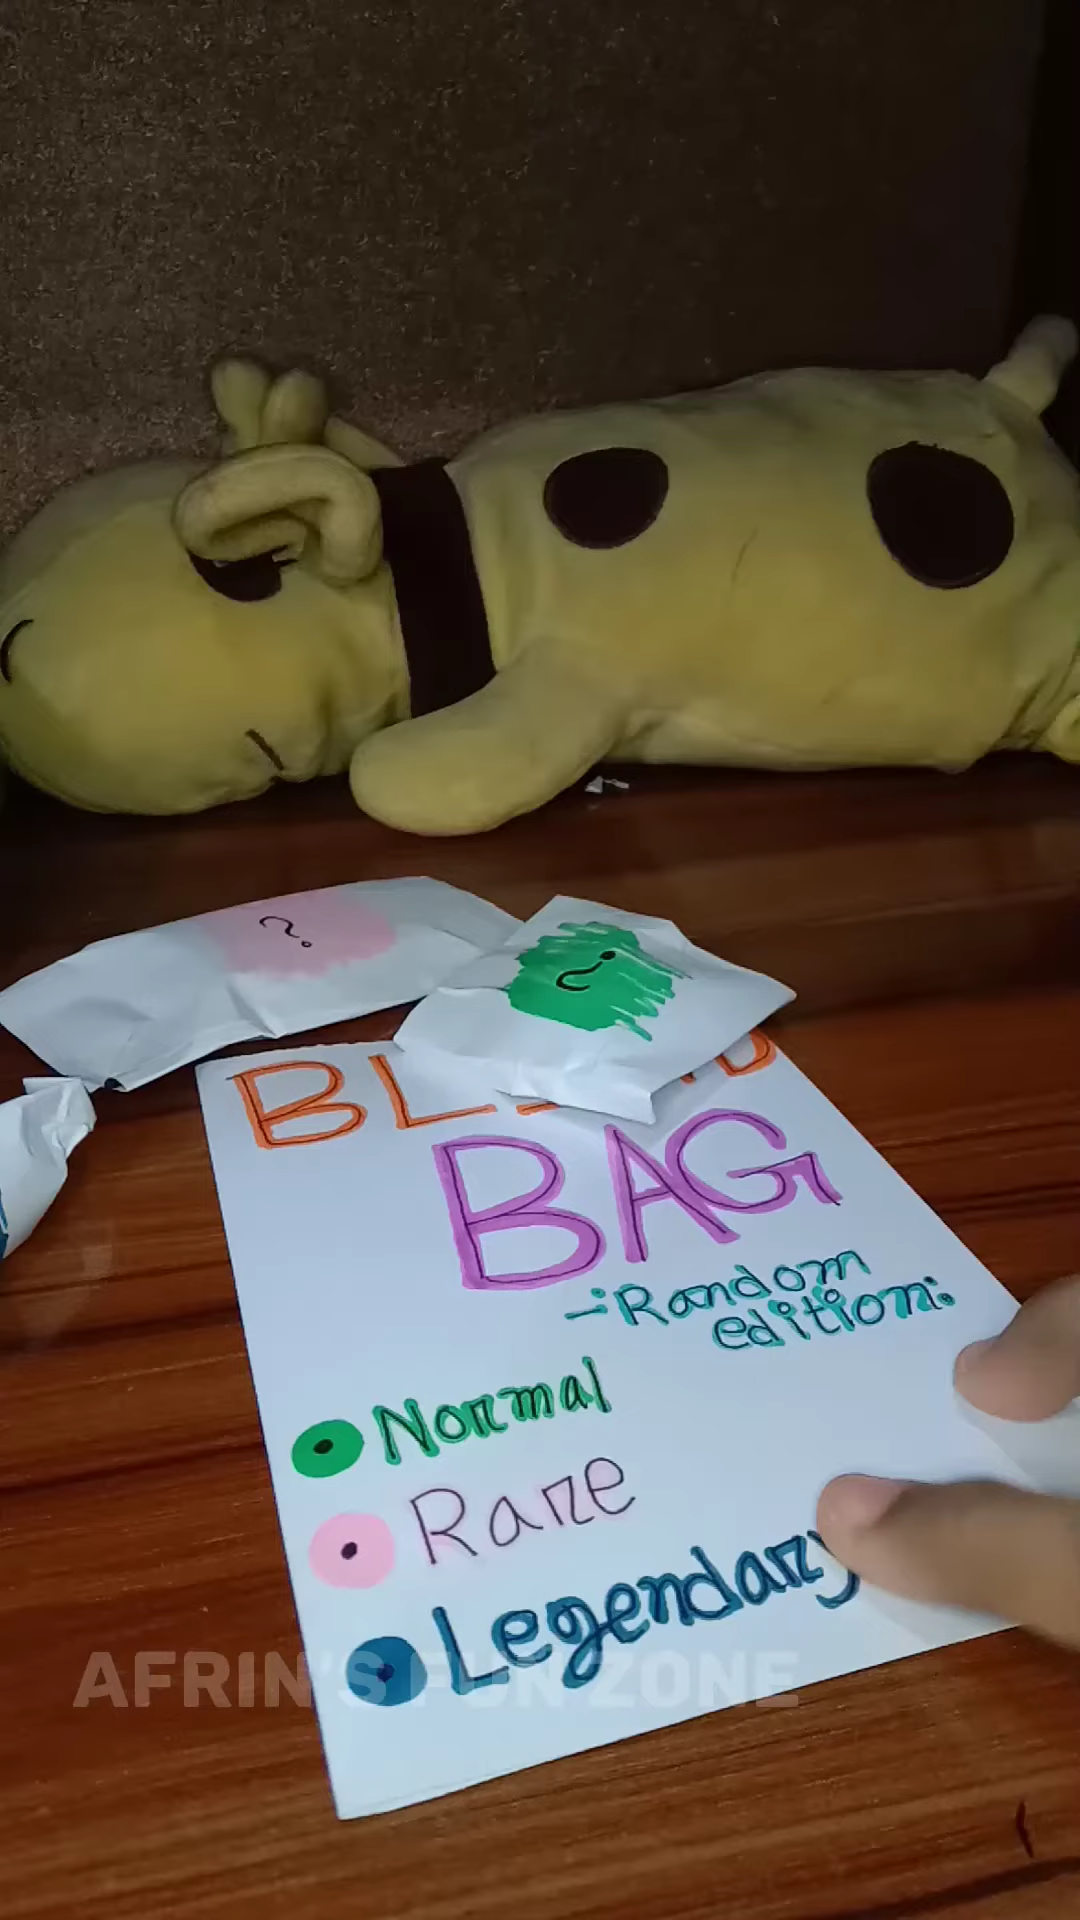 ?
?
BAG
-:Random
edition:
Normal
Rare
Legendary
AFRIN'S FUN ZONE